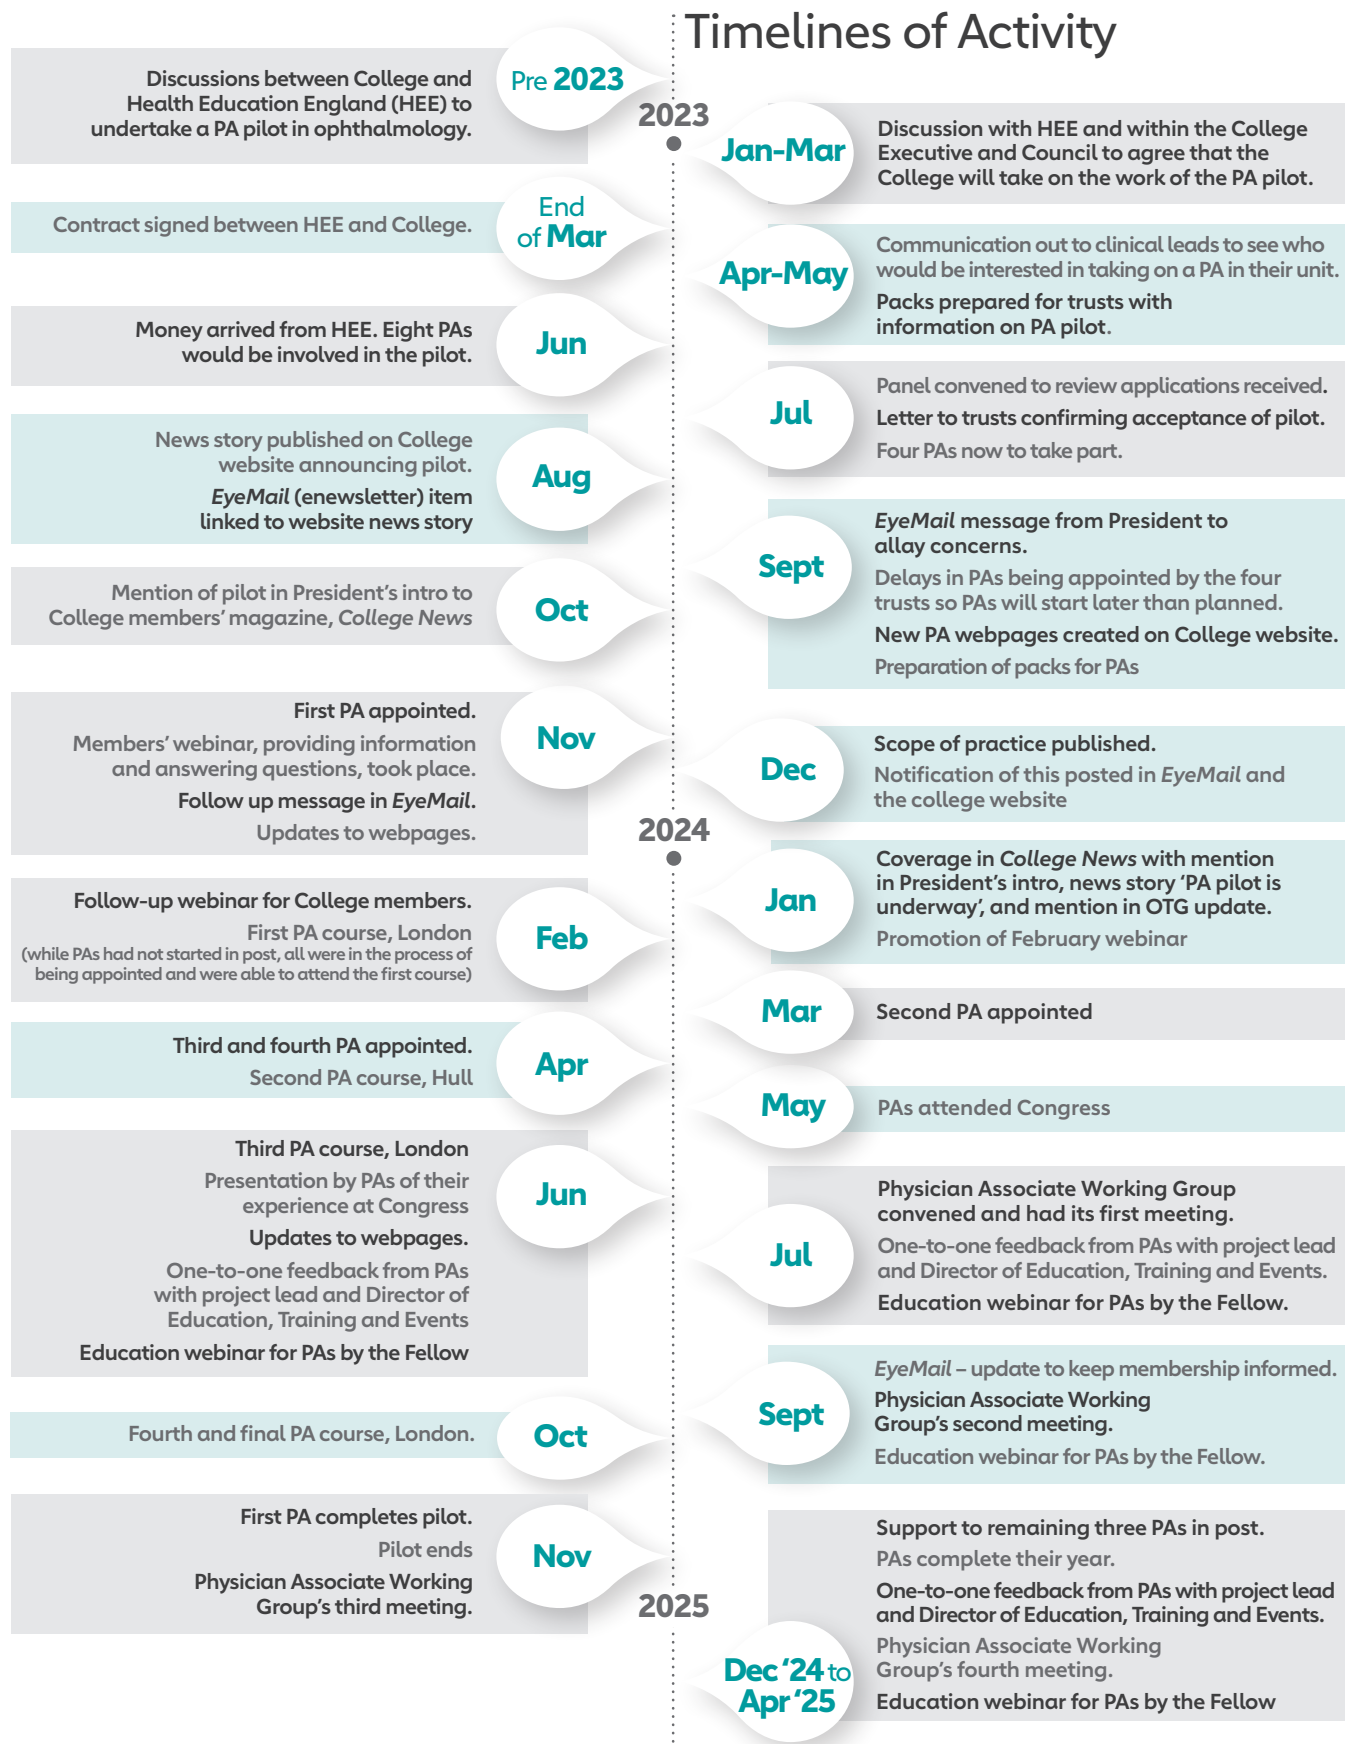 Timelines of Activity
Pre 2023
Discussions between College and
Health Education England (HEE) to
undertake a PA pilot in ophthalmology.
2023
Jan-Mar
Discussion with HEE and within the College
Executive and Council to agree that the
College will take on the work of the PA pilot.
End
of Mar
Contract signed between HEE and College.
Apr-May
Communication out to clinical leads to see who
would be interested in taking on a PA in their unit.
Packs prepared for trusts with
information on PA pilot.
Jun
Money arrived from HEE. Eight PAs
would be involved in the pilot.
Jul
Panel convened to review applications received.
Letter to trusts confirming acceptance of pilot.
Four PAs now to take part.
Aug
News story published on College
website announcing pilot.
EyeMail (enewsletter) item
linked to website news story
Sept
EyeMail message from President to
allay concerns.
Delays in PAs being appointed by the four
trusts so PAs will start later than planned.
New PA webpages created on College website.
Preparation of packs for PAs
Oct
Mention of pilot in President's intro to
College members' magazine, College News
Nov
First PA appointed.
Members' webinar, providing information
and answering questions, took place.
Follow up message in EyeMail.
Updates to webpages.
Dec
Scope of practice published.
Notification of this posted in EyeMail and
the college website
2024
Jan
Coverage in College News with mention
in President's intro, news story 'PA pilot is
underway', and mention in OTG update.
Promotion of February webinar
Feb
Follow-up webinar for College members.
First PA course, London
(while PAs had not started in post, all were in the process of
being appointed and were able to attend the first course)
Mar
Second PA appointed
Apr
Third and fourth PA appointed.
Second PA course, Hull
May
PAs attended Congress
Jun
Third PA course, London
Presentation by PAs of their
experience at Congress
Updates to webpages.
One-to-one feedback from PAs
with project lead and Director of
Education, Training and Events
Education webinar for PAs by the Fellow
Jul
Physician Associate Working Group
convened and had its first meeting.
One-to-one feedback from PAs with project lead
and Director of Education, Training and Events.
Education webinar for PAs by the Fellow.
Sept
EyeMail – update to keep membership informed.
Physician Associate Working
Group's second meeting.
Education webinar for PAs by the Fellow.
Oct
Fourth and final PA course, London.
Nov
First PA completes pilot.
Pilot ends
Physician Associate Working
Group's third meeting.
2025
Dec '24 to
Apr '25
Support to remaining three PAs in post.
PAs complete their year.
One-to-one feedback from PAs with project lead
and Director of Education, Training and Events.
Physician Associate Working
Group's fourth meeting.
Education webinar for PAs by the Fellow